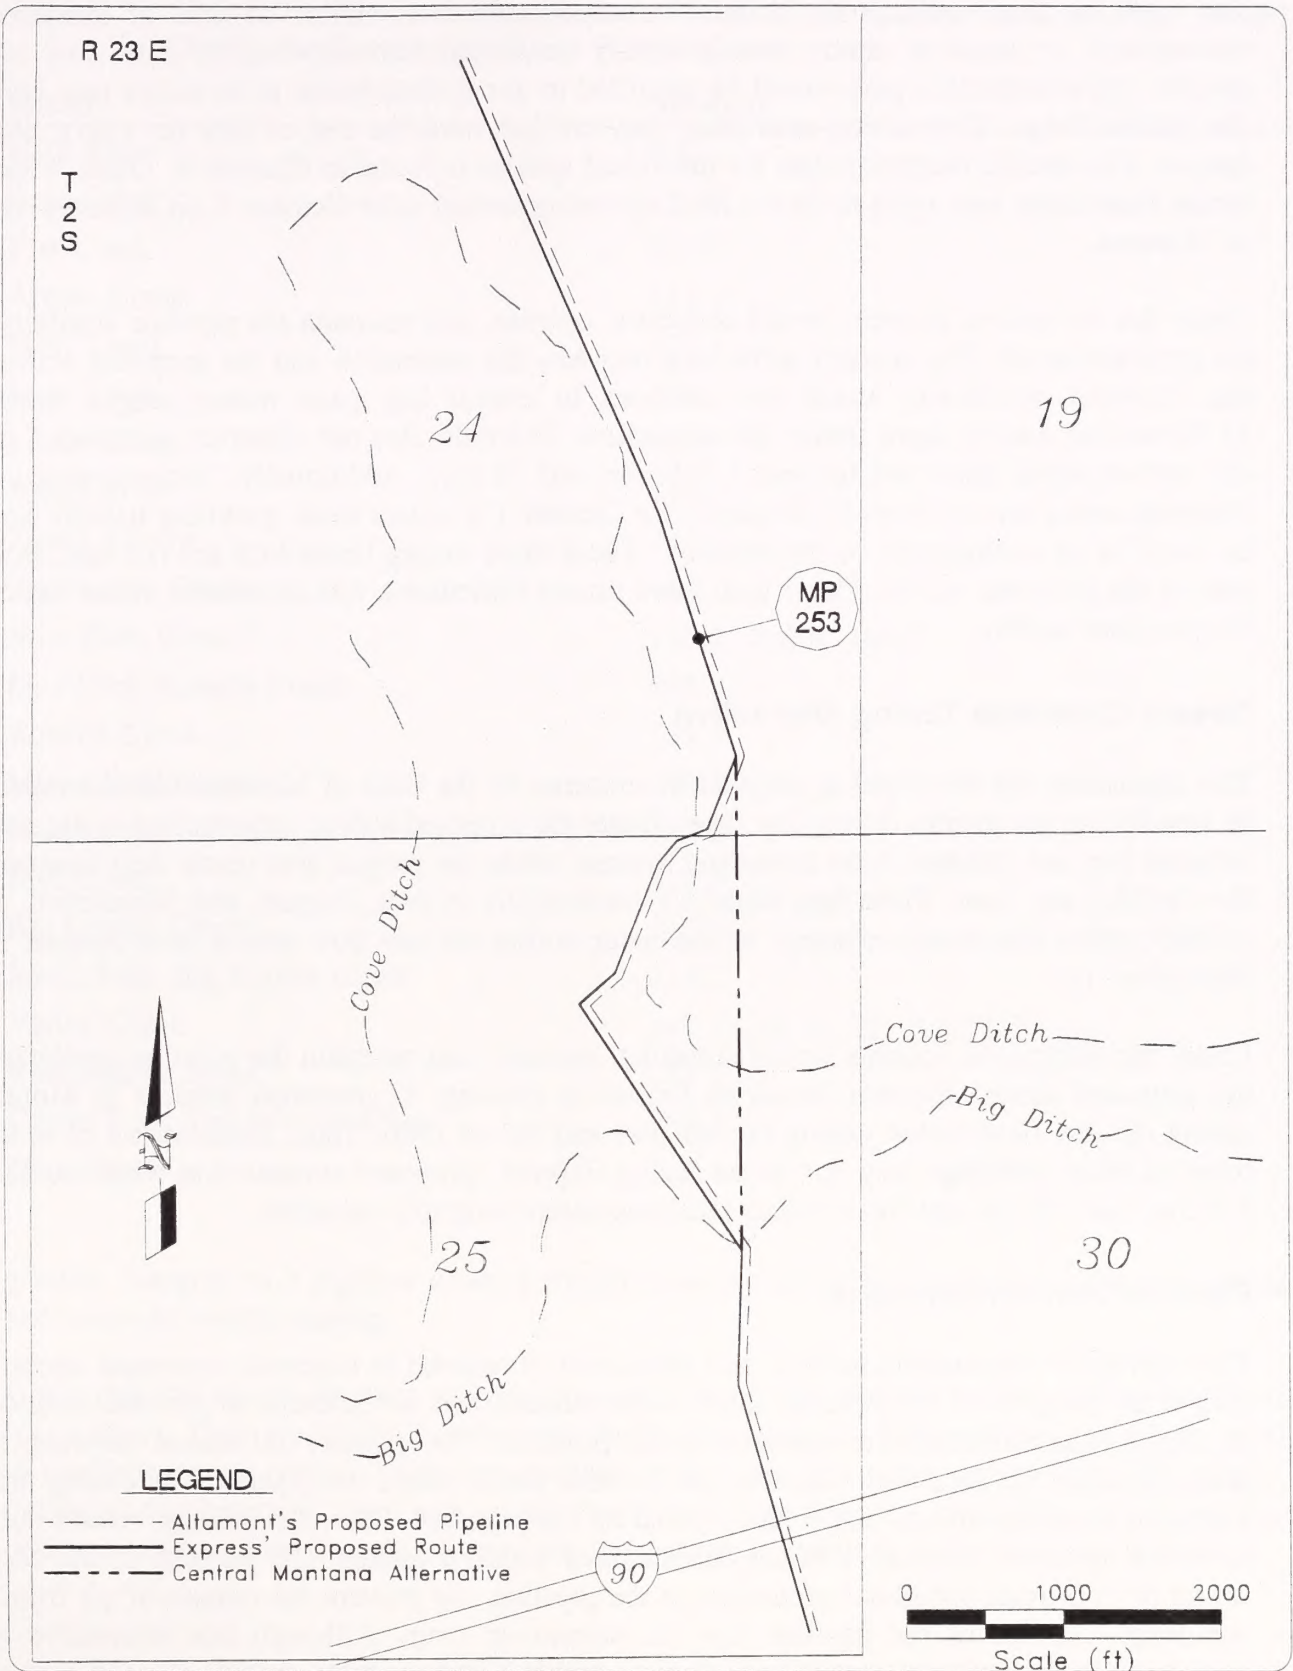 R 23 E
T
2
S
24
19
MP
253
Cove Ditch
Cove Ditch
Big Ditch
N
25
30
Big Ditch
LEGEND
Altamont's Proposed Pipeline
Express' Proposed Route
Central Montana Alternative
90
0 1000 2000
Scale (ft)